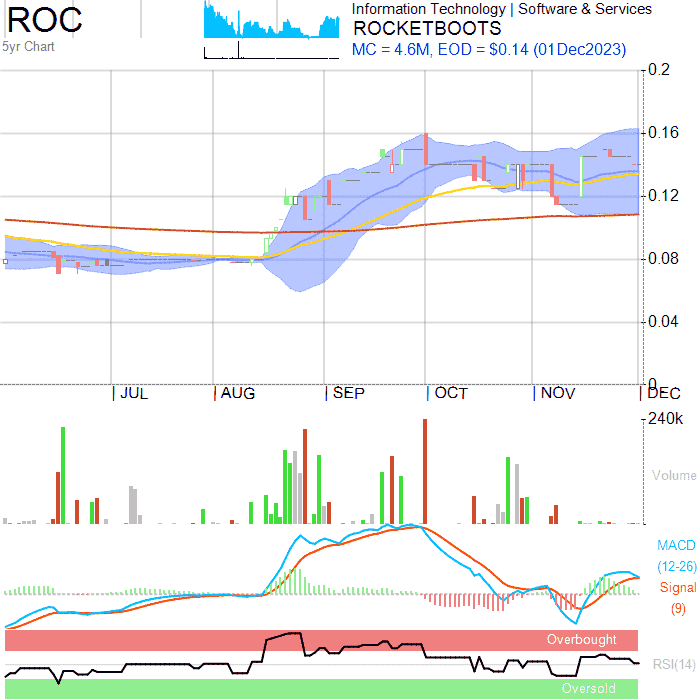 ROC
5yr Chart
Information Technology | Software & Services
ROCKETBOOTS
MC = 4.6M, EOD = $0.14 (01Dec2023)
0.2
0.16
0.12
0.08
0.04
0
JUL AUG SEP OCT NOV DEC
240k
Volume
MACD
(12-26)
Signal
(9)
Overbought
RSI(14)
Oversold